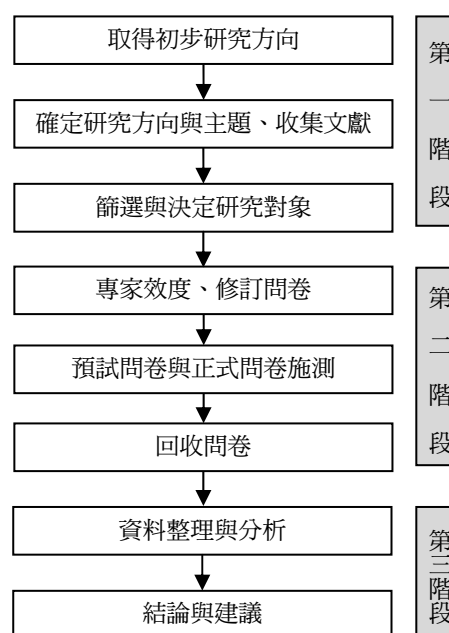 取得初步研究方向
確定研究方向與主題、收集文獻
篩選與決定研究對象
第一階段
專家效度、修訂問卷
預試問卷與正式問卷施測
回收問卷
第二階段
資料整理與分析
結論與建議
第三階段